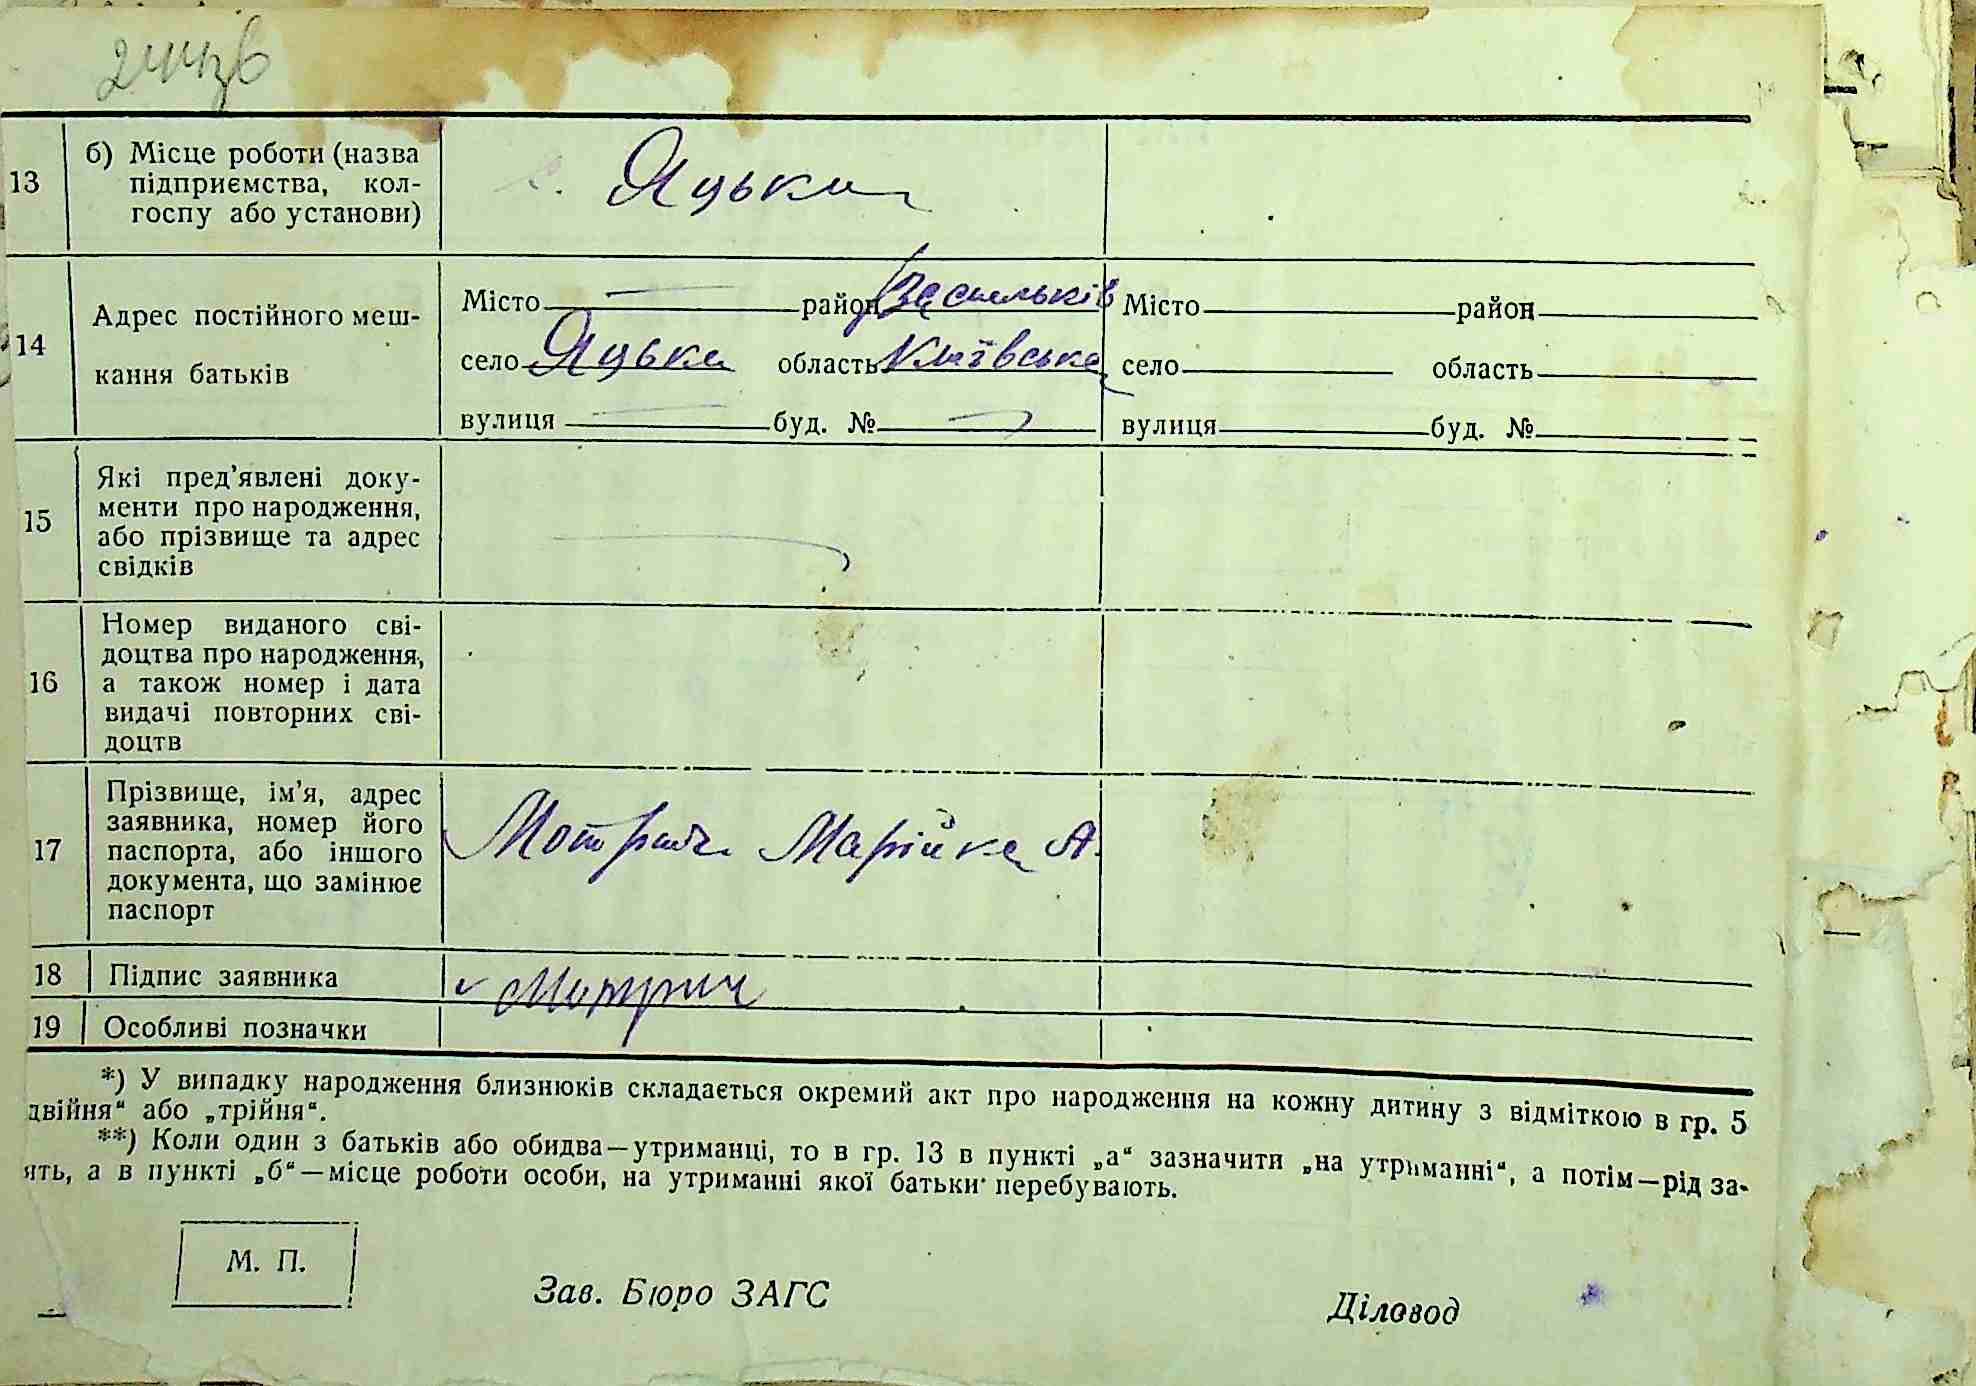 244зв
13 б) Місце роботи (назва
підприємства, кол-
госпу або установи)
с. Яцьки
14 Адрес постійного меш-
кання батьків
Місто район Васильків
село Яцьки область Київська
вулиця буд. №
Місто район
село область
вулиця буд. №
15 Які пред’явлені доку-
менти про народження,
або прізвище та адрес
свідків
16 Номер виданого сві-
доцтва про народження,
а також номер і дата
видачі повторних сві-
доцтв
17 Прізвище, ім’я, адрес
заявника, номер його
паспорта, або іншого
документа, що замінює
паспорт
Мотрич Марійка А.
18 Підпис заявника
Мотрич
19 Особливі позначки
*) У випадку народження близнюків складається окремий акт про народження на кожну дитину з відміткою в гр. 5
двійня“ або „трійня“.
**) Коли один з батьків або обидва—утриманці, то в гр. 13 в пункті „а“ зазначити „на утриманні“, а потім—рід за-
ять, а в пункті „б“—місце роботи особи, на утриманні якої батьки перебувають.
М. П.
Зав. Бюро ЗАГС
Діловод